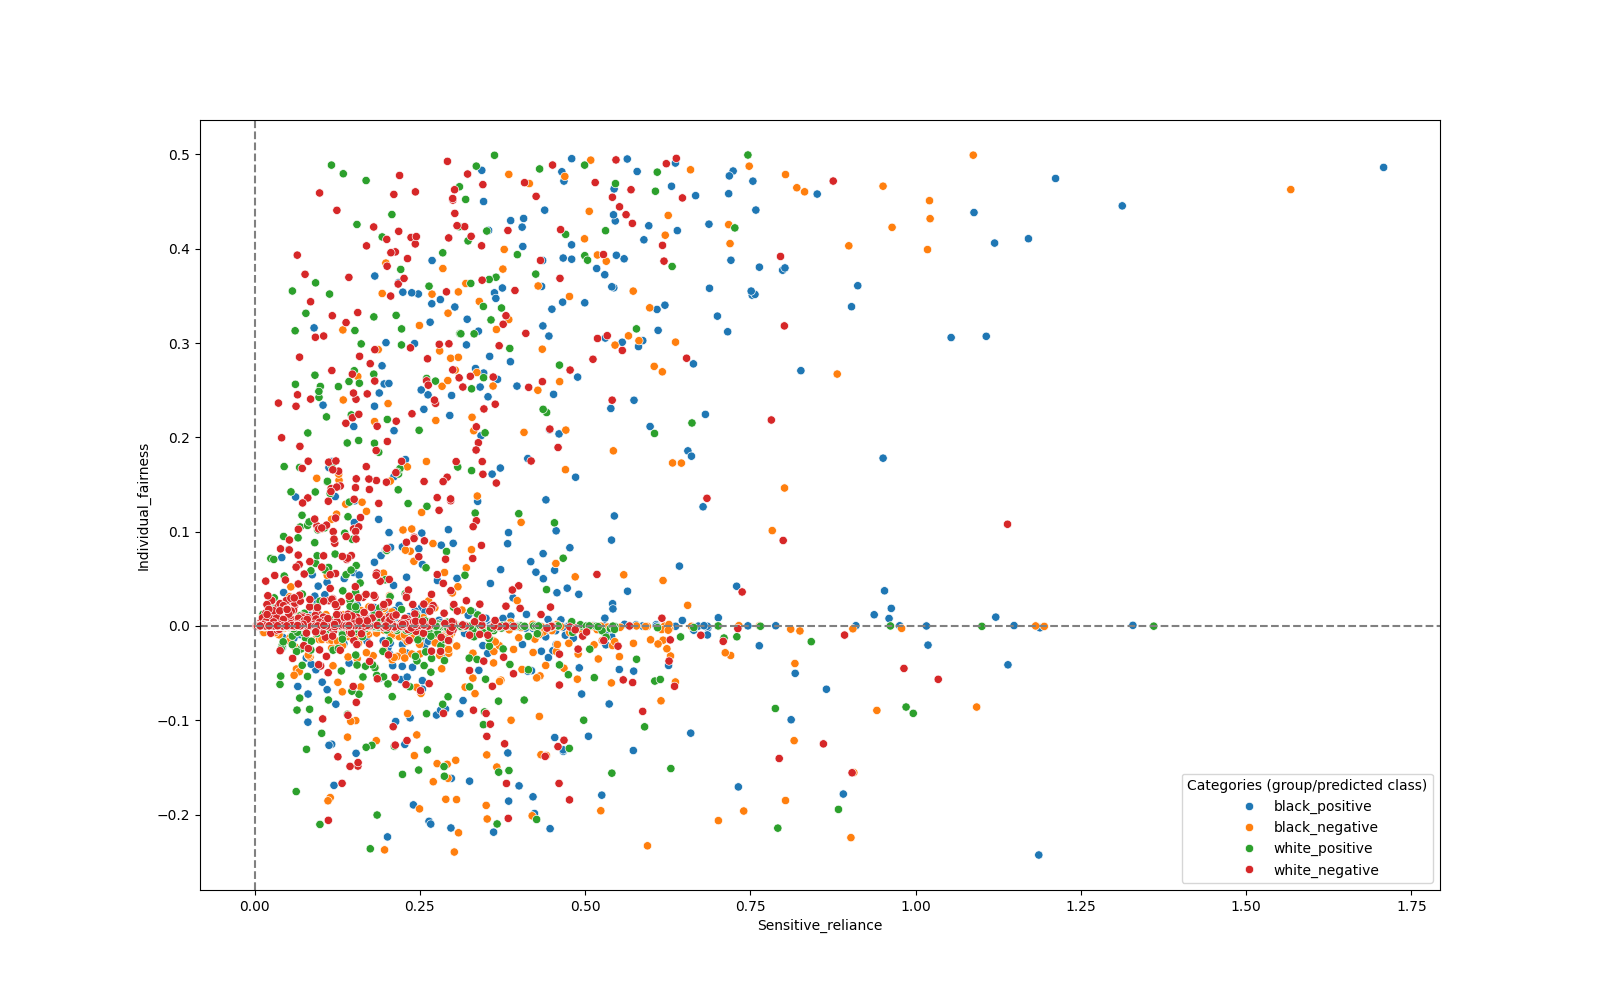 0.5
0.4
0.3
0.2
0.1
0.0
−0.1
−0.2
Individual_fairness
0.00
0.25
0.50
0.75
1.00
1.25
1.50
1.75
Sensitive_reliance
Categories (group/predicted class)
black_positive
black_negative
white_positive
white_negative